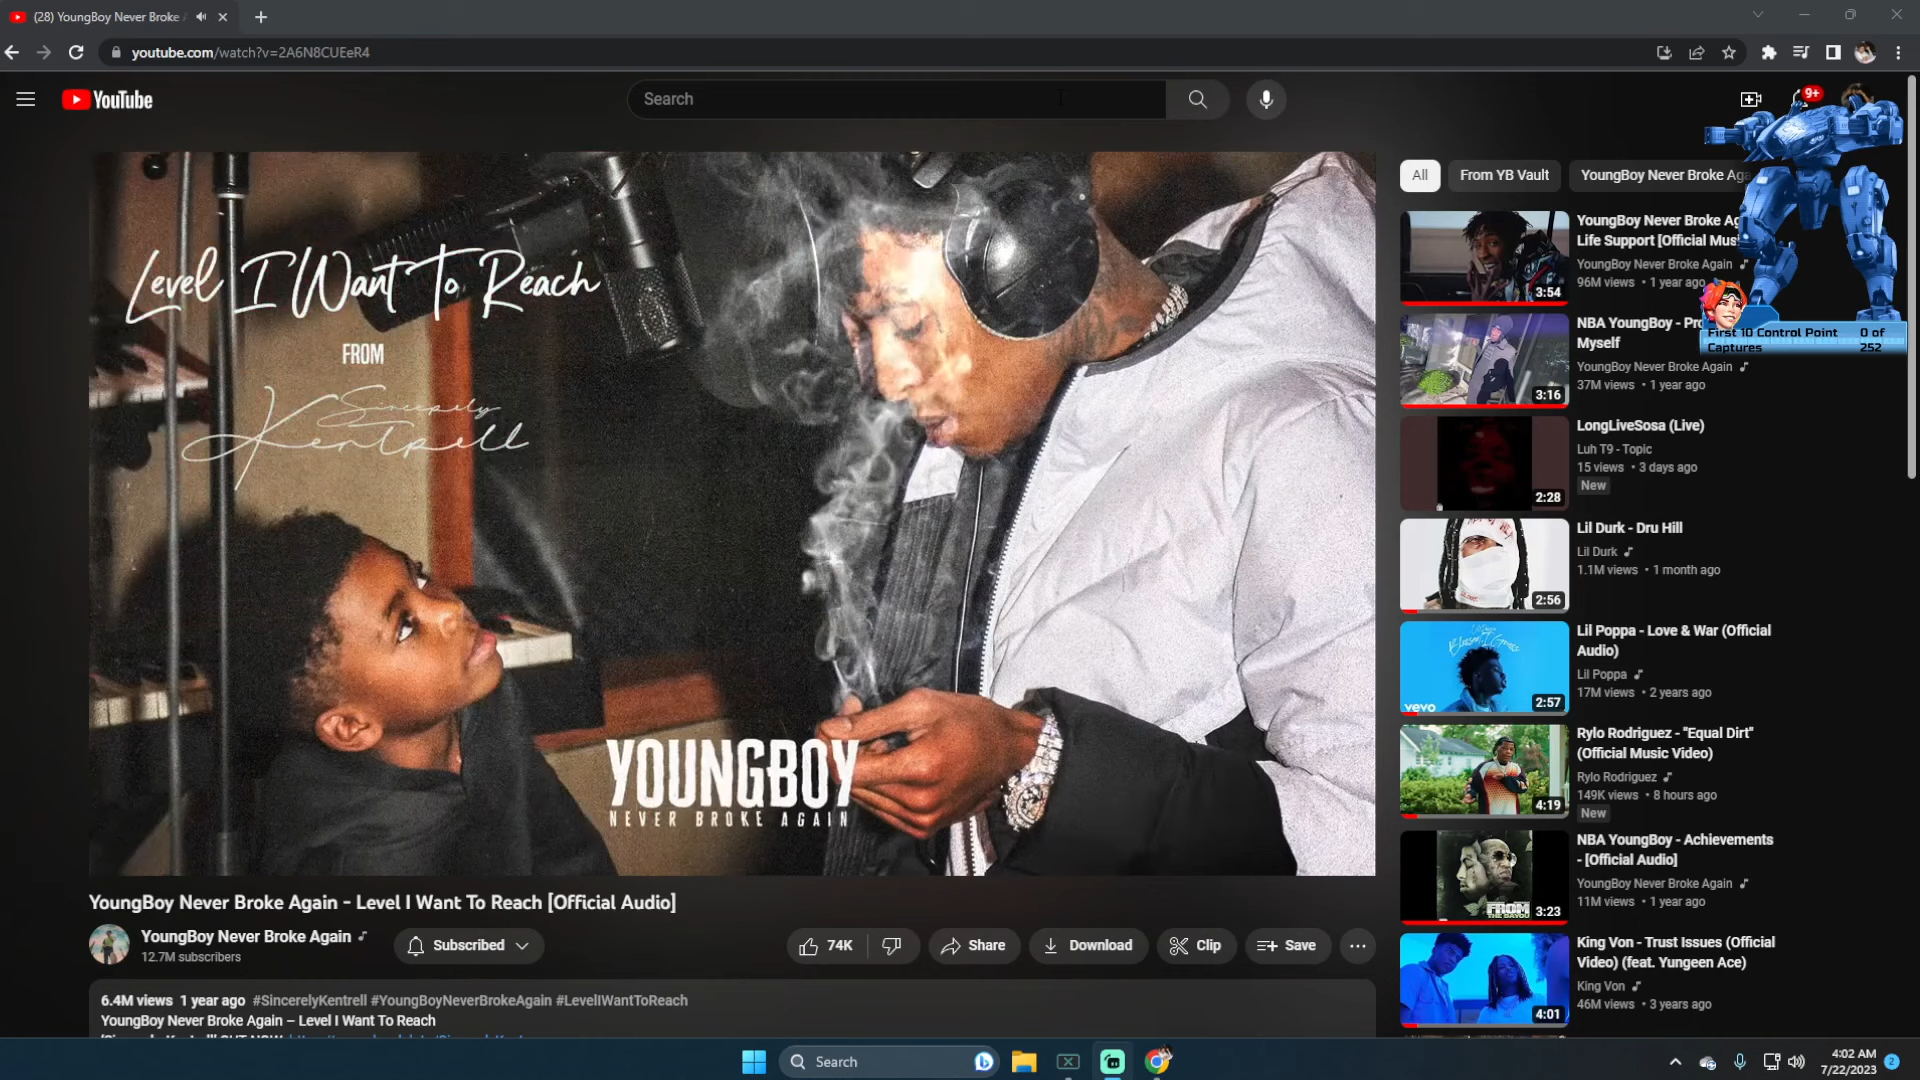 (28) YoungBoy Never Broke
youtube.com/watch?v=2A6N8CUEeR4
YouTube
Search
9+
Level I Want To Reach
FROM
Sincerely
Kentrell
YOUNGBOY
NEVER BROKE AGAIN
YoungBoy Never Broke Again - Level I Want To Reach [Official Audio]
YoungBoy Never Broke Again
12.7M subscribers
Subscribed
74K
Share
Download
Clip
Save
6.4M views 1 year ago #SincerelyKentrell #YoungBoyNeverBrokeAgain #LevelIWantToReach
YoungBoy Never Broke Again – Level I Want To Reach
All
From YB Vault
YoungBoy Never Broke Aga
YoungBoy Never Broke Ag
Life Support [Official Mus
YoungBoy Never Broke Again
96M views • 1 year ago
3:54
First 10 Control Point 0 of
Captures 252
NBA YoungBoy - Pr
Myself
YoungBoy Never Broke Again
37M views • 1 year ago
3:16
LongLiveSosa (Live)
Luh T9 - Topic
15 views • 3 days ago
New
2:28
Lil Durk - Dru Hill
Lil Durk
1.1M views • 1 month ago
2:56
Lil Poppa - Love & War (Official
Audio)
Lil Poppa
17M views • 2 years ago
vevo
2:57
Rylo Rodriguez - "Equal Dirt"
(Official Music Video)
Rylo Rodriguez
149K views • 8 hours ago
New
4:19
NBA YoungBoy - Achievements
- [Official Audio]
YoungBoy Never Broke Again
11M views • 1 year ago
FROM
THE BAYOU
3:23
King Von - Trust Issues (Official
Video) (feat. Yungeen Ace)
King Von
46M views • 3 years ago
4:01
Search
4:02 AM
7/22/2023
2